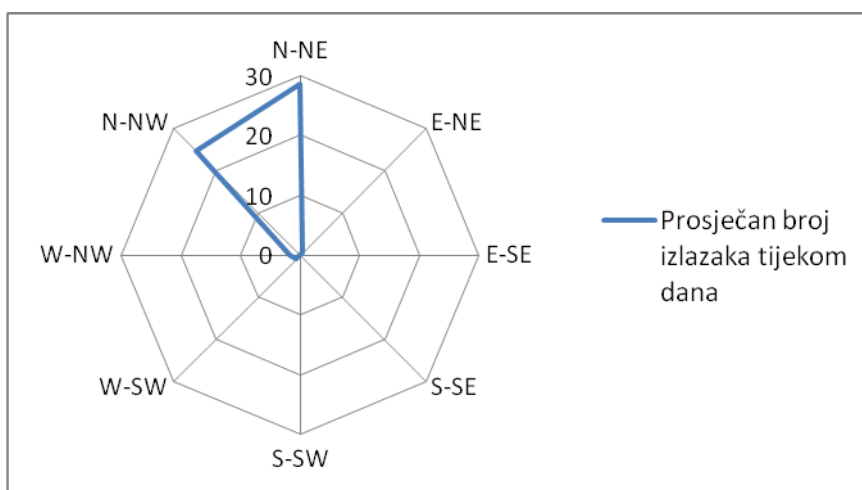 N-NE
30
N-NW
E-NE
20
10
W-NW
0
E-SE
Prosječan broj
izlazaka tijekom
dana
W-SW
S-SE
S-SW